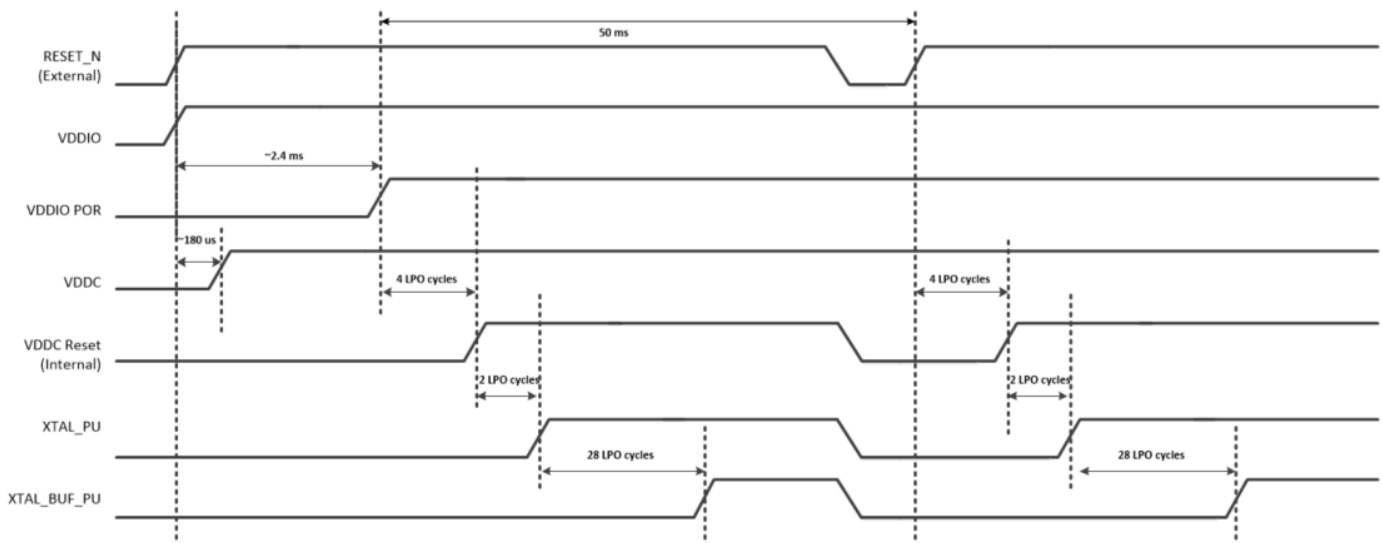 50 ms
RESET_N
(External)
VDDIO
~2.4 ms
VDDIO POR
~180 us
VDDC
4 LPO cycles
4 LPO cycles
VDDC Reset
(Internal)
2 LPO cycles
2 LPO cycles
XTAL_PU
28 LPO cycles
28 LPO cycles
XTAL_BUF_PU